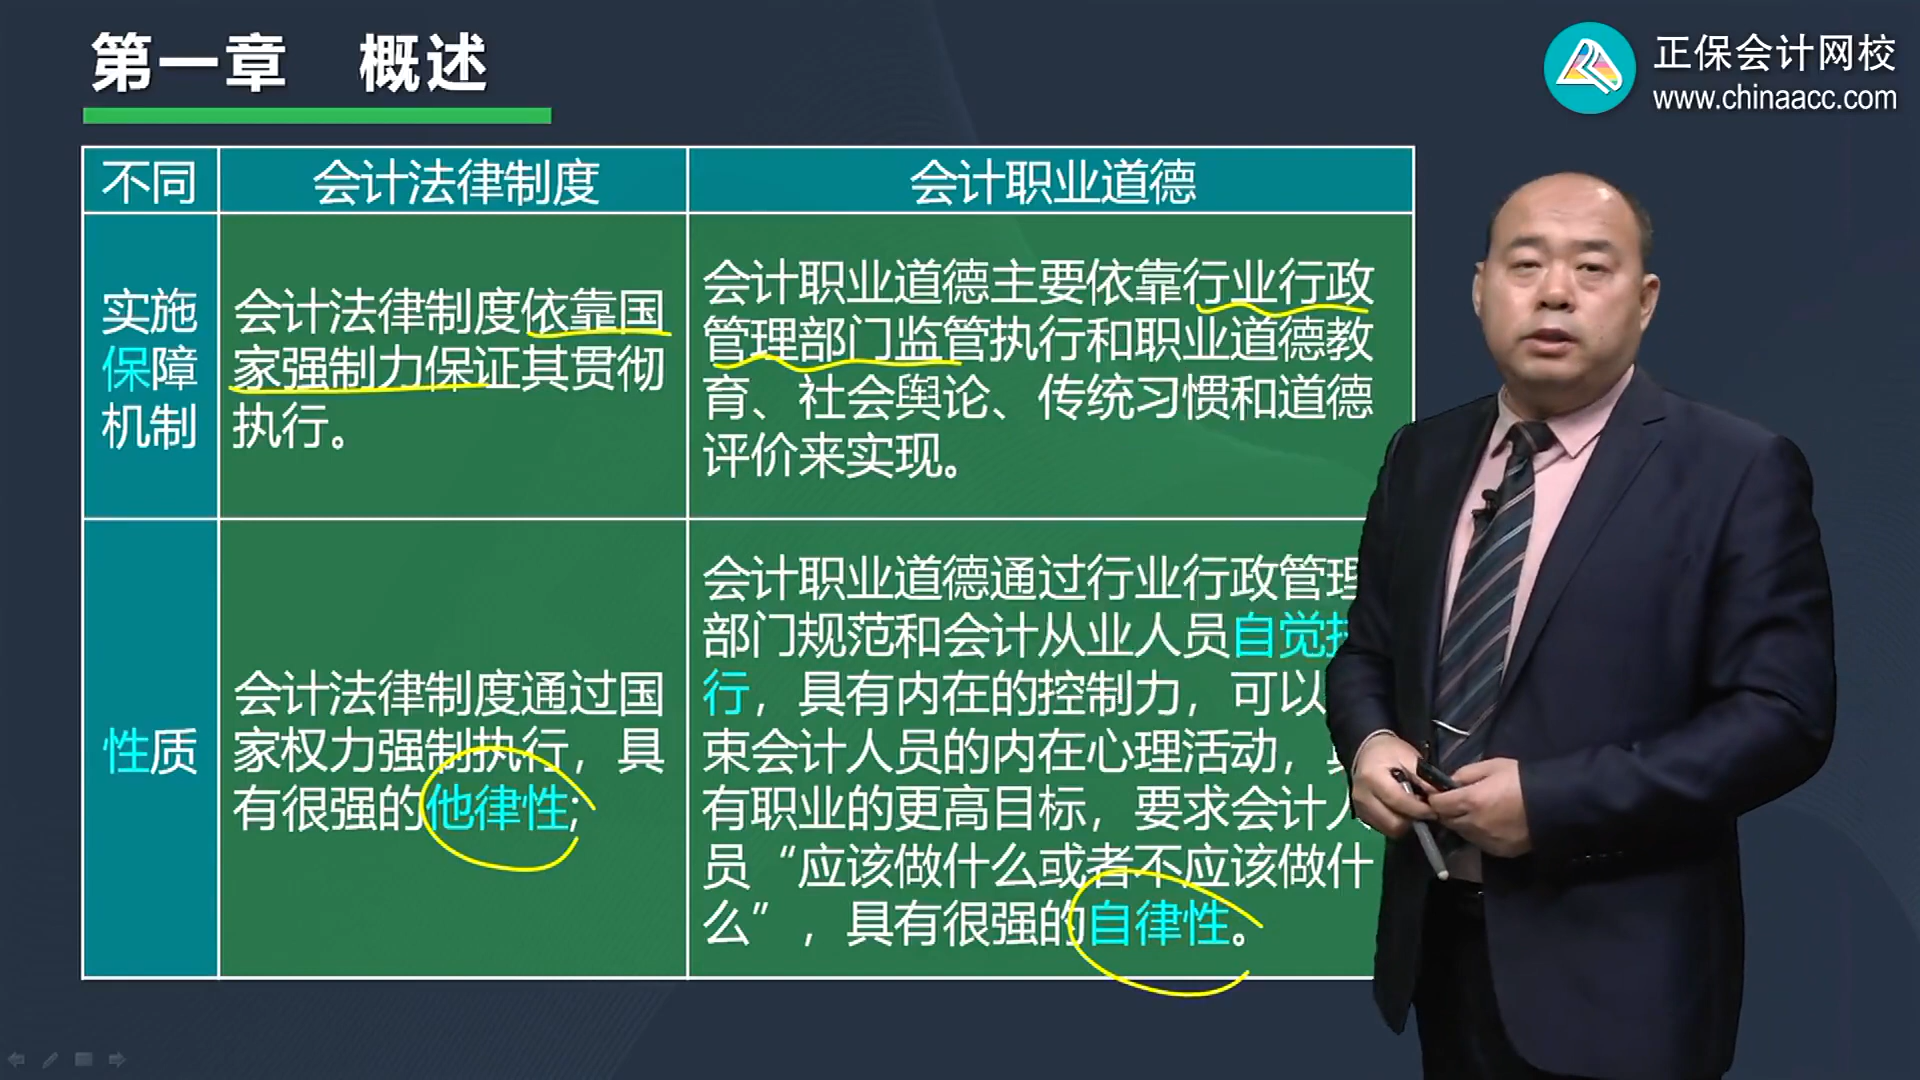 第一章 概述
正保会计网校
www.chinaacc.com
不同
会计法律制度
会计职业道德
实施
保障
机制
会计法律制度依靠国
家强制力保证其贯彻
执行。
会计职业道德主要依靠行业行政
管理部门监管执行和职业道德教
育、社会舆论、传统习惯和道德
评价来实现。
性质
会计法律制度通过国
家权力强制执行，具
有很强的他律性;
会计职业道德通过行业行政管理
部门规范和会计从业人员自觉
行，具有内在的控制力，可以
束会计人员的内在心理活动，
有职业的更高目标，要求会计人
员“应该做什么或者不应该做什
么”，具有很强的自律性。